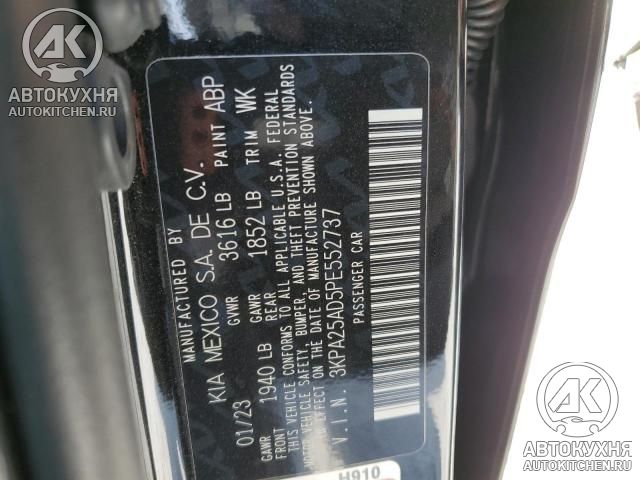 AK
АВТОКУХНЯ
AUTOKITCHEN.RU
MANUFACTURED BY
KIA MEXICO S.A. DE C.V.
01/23 GVWR 3616 LB PAINT ABP
GAWR FRONT 1940 LB GAWR REAR 1852 LB TRIM WK
THIS VEHICLE CONFORMS TO ALL APPLICABLE U.S.A. FEDERAL
MOTOR VEHICLE SAFETY, BUMPER, AND THEFT PREVENTION STANDARDS
IN EFFECT ON THE DATE OF MANUFACTURE SHOWN ABOVE.
V.I.N. 3KPA25AD5PE552737
PASSENGER CAR
H910
AK
АВТОКУХНЯ
AUTOKITCHEN.RU